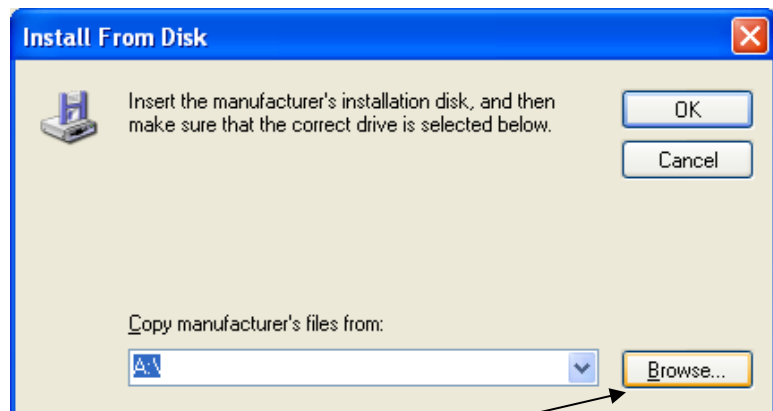 Install From Disk
Insert the manufacturer's installation disk, and then
make sure that the correct drive is selected below.
OK
Cancel
Copy manufacturer's files from:
A:\
Browse...